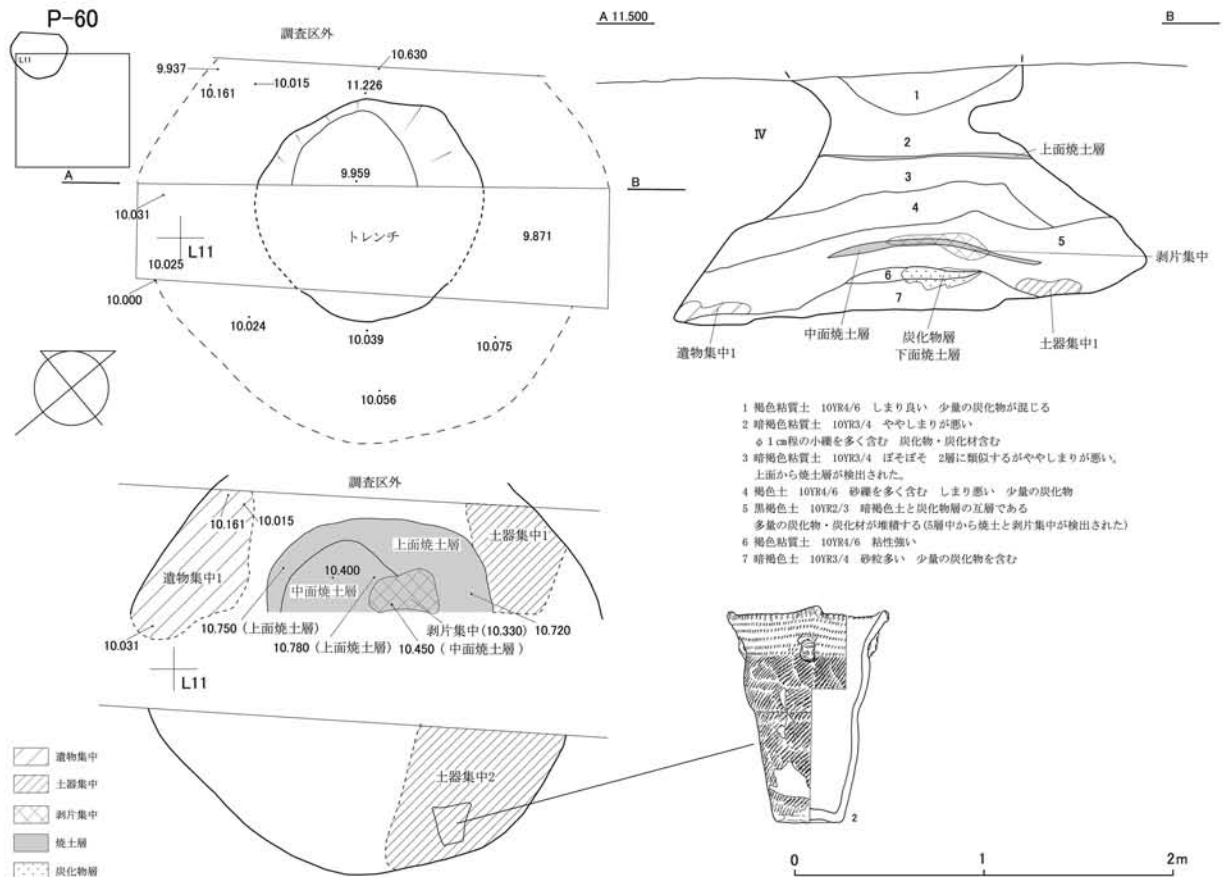 P-60
L11
調査区外
10.630
9.937
10.161
10.015
11.226
9.959
A
B
10.031
L11
トレンチ
9.871
10.025
10.000
10.024
10.039
10.075
10.056
A 11.500
B
1
IV
2
上面焼土層
3
4
5
剥片集中
6
7
中面焼土層
炭化物層
下面焼土層
土器集中1
遺物集中1
1 褐色粘質土 10YR4/6 しまり良い 少量の炭化物が混じる
2 暗褐色粘質土 10YR3/4 ややしまりが悪い
φ1cm程の小礫を多く含む 炭化物・炭化材含む
3 暗褐色粘質土 10YR3/4 ぼそぼそ 2層に類似するがややしまりが悪い。
上面から焼土層が検出された。
4 褐色土 10YR4/6 砂礫を多く含む しまり悪い 少量の炭化物
5 黒褐色土 10YR2/3 暗褐色土と炭化物層の互層である
多量の炭化物・炭化材が堆積する(5層中から焼土と剥片集中が検出された)
6 褐色粘質土 10YR4/6 粘性強い
7 暗褐色土 10YR3/4 砂粒多い 少量の炭化物を含む
調査区外
10.161
10.015
遺物集中1
上面焼土層
土器集中1
10.400
中面焼土層
10.031
10.750 (上面焼土層)
剥片集中(10.330)
10.720
10.780 (上面焼土層)
10.450 (中面焼土層)
L11
土器集中2
2
遺物集中
土器集中
剥片集中
焼土層
炭化物層
0
1
2m